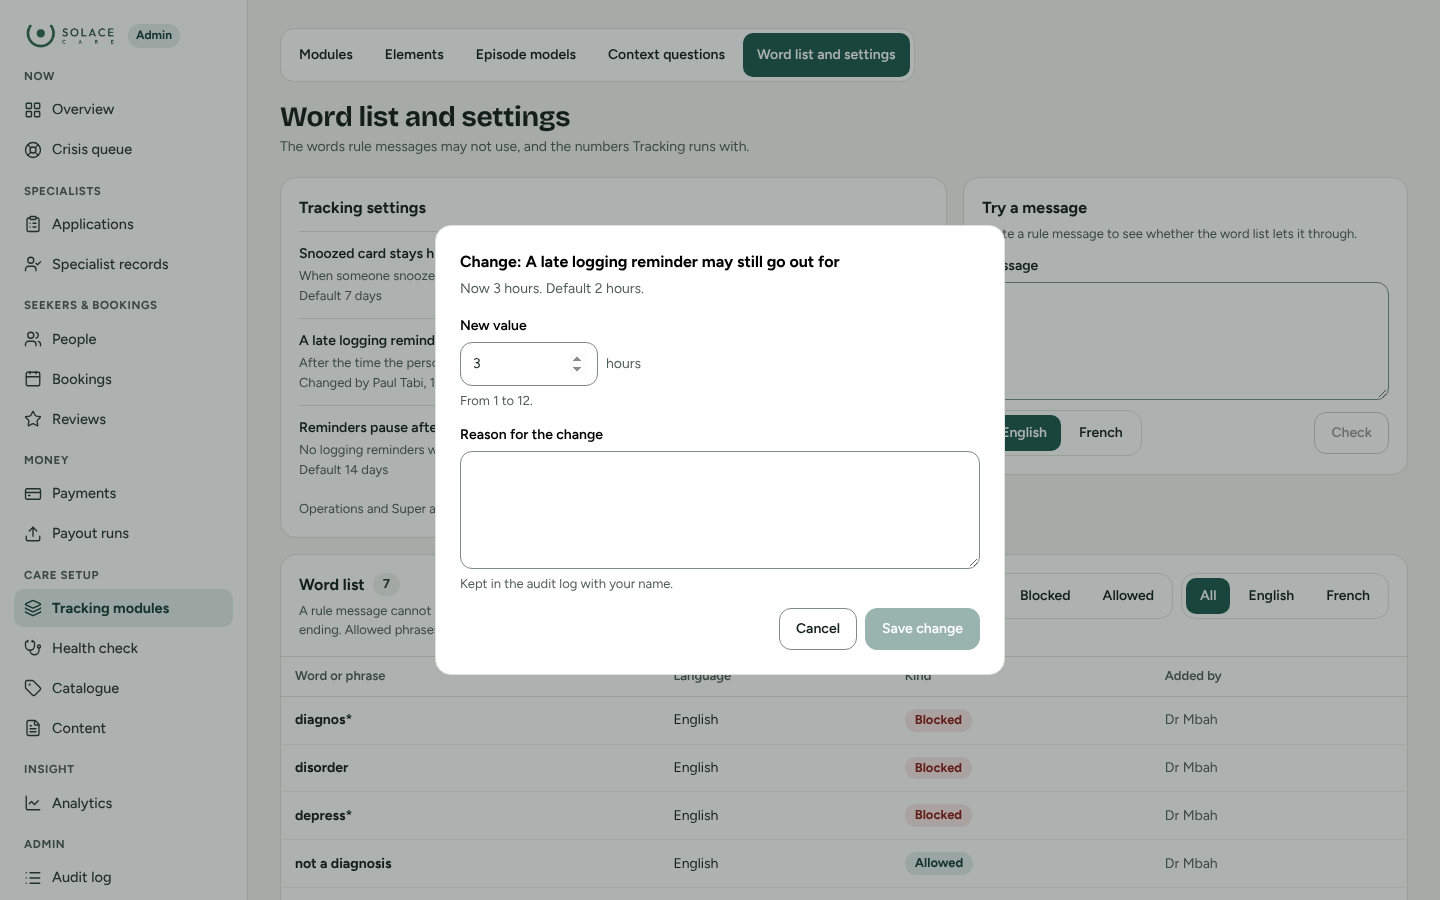 SOLACE
CARE
Admin
NOW
Overview
Crisis queue
SPECIALISTS
Applications
Specialist records
SEEKERS & BOOKINGS
People
Bookings
Reviews
MONEY
Payments
Payout runs
CARE SETUP
Tracking modules
Health check
Catalogue
Content
INSIGHT
Analytics
ADMIN
Audit log
Modules
Elements
Episode models
Context questions
Word list and settings
Word list and settings
The words rule messages may not use, and the numbers Tracking runs with.
Tracking settings
Snoozed card stays h
When someone snooze
Default 7 days
A late logging remind
After the time the perso
Changed by Paul Tabi, 1
Reminders pause afte
No logging reminders w
Default 14 days
Operations and Super a
Try a message
te a rule message to see whether the word list lets it through.
ssage
English
French
Check
Change: A late logging reminder may still go out for
Now 3 hours. Default 2 hours.
New value
3
hours
From 1 to 12.
Reason for the change
Kept in the audit log with your name.
Cancel
Save change
Word list
7
A rule message cannot
ending. Allowed phrases
Blocked
Allowed
All
English
French
Word or phrase
Language
Kind
Added by
diagnos*
English
Blocked
Dr Mbah
disorder
English
Blocked
Dr Mbah
depress*
English
Blocked
Dr Mbah
not a diagnosis
English
Allowed
Dr Mbah